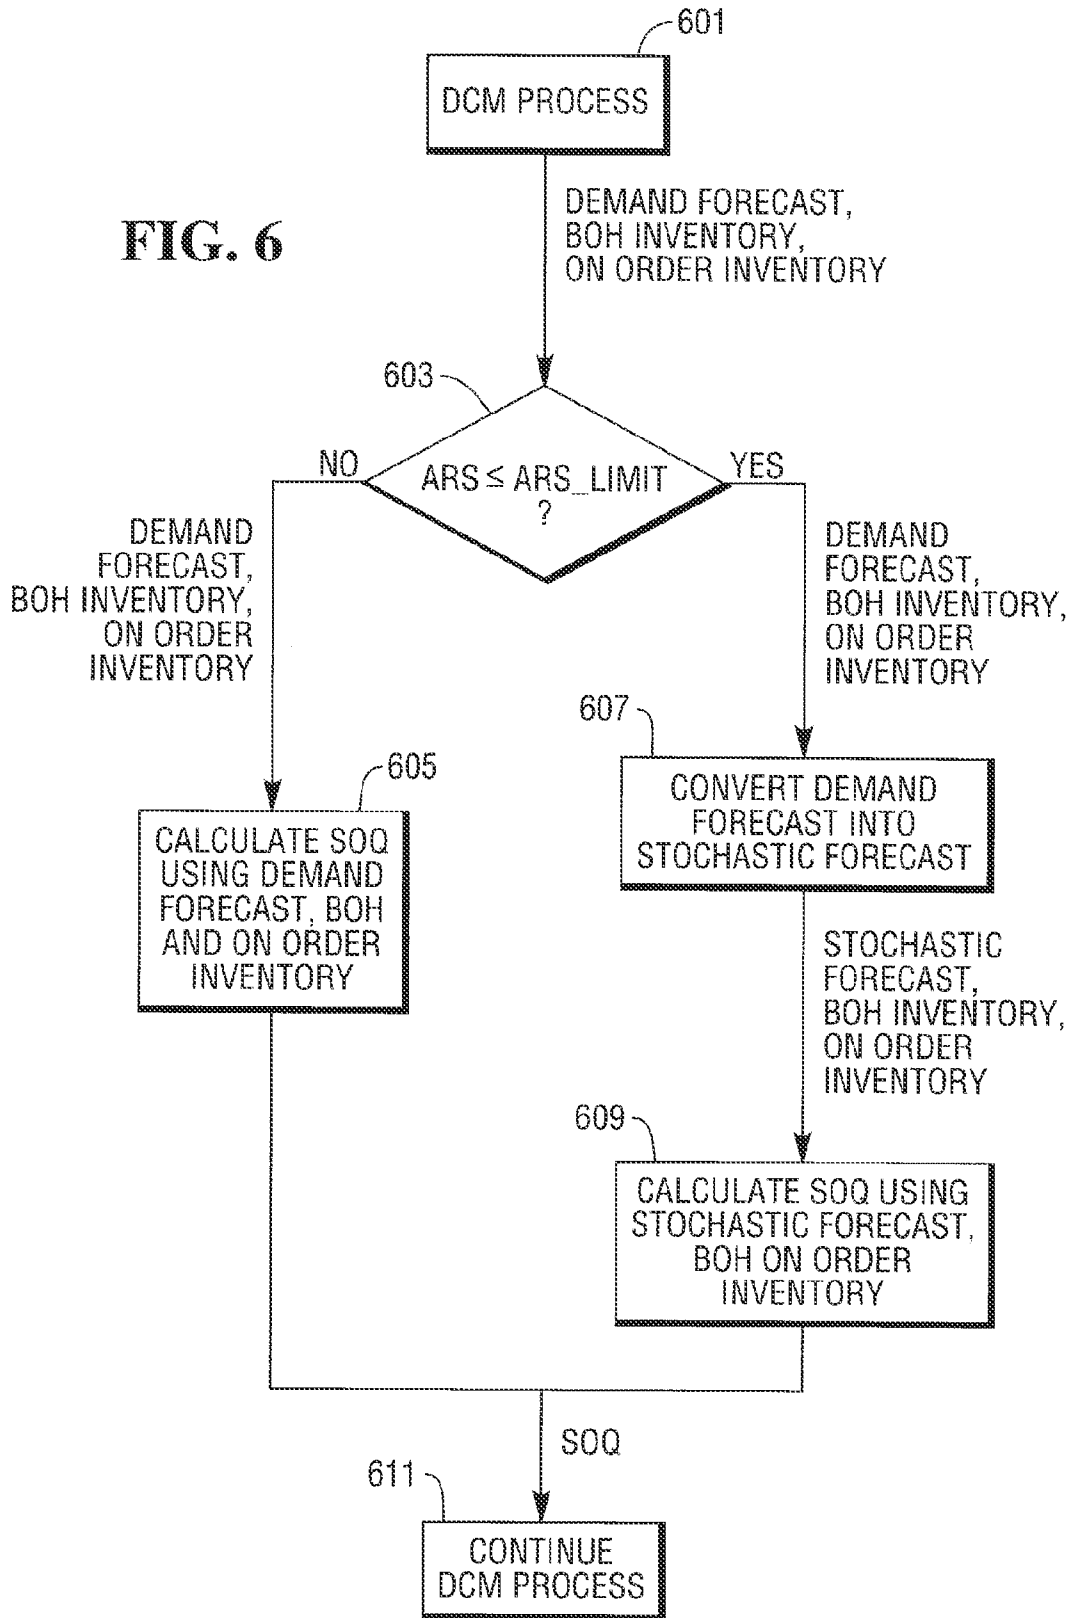 601
DCM PROCESS
FIG. 6
DEMAND FORECAST,
BOH INVENTORY,
ON ORDER INVENTORY
603
ARS ≤ ARS_LIMIT
?
NO
YES
DEMAND
FORECAST,
BOH INVENTORY,
ON ORDER
INVENTORY
DEMAND
FORECAST,
BOH INVENTORY,
ON ORDER
INVENTORY
605
CALCULATE SOQ
USING DEMAND
FORECAST, BOH
AND ON ORDER
INVENTORY
607
CONVERT DEMAND
FORECAST INTO
STOCHASTIC FORECAST
STOCHASTIC
FORECAST,
BOH INVENTORY,
ON ORDER
INVENTORY
609
CALCULATE SOQ USING
STOCHASTIC FORECAST,
BOH ON ORDER
INVENTORY
SOQ
611
CONTINUE
DCM PROCESS